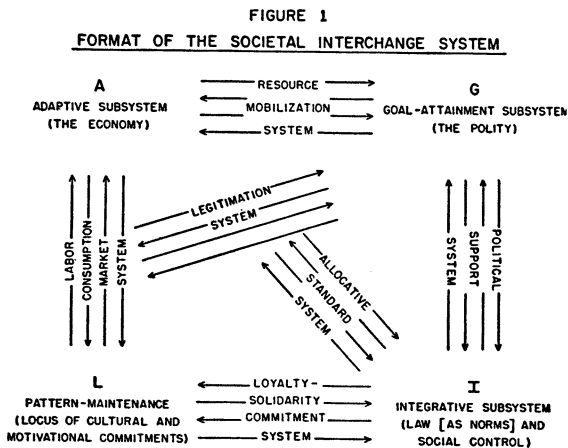 FIGURE 1
FORMAT OF THE SOCIETAL INTERCHANGE SYSTEM
A
ADAPTIVE SUBSYSTEM
(THE ECONOMY)
RESOURCE
MOBILIZATION
SYSTEM
G
GOAL-ATTAINMENT SUBSYSTEM
(THE POLITY)
LABOR
CONSUMPTION
MARKET
SYSTEM
LEGITIMATION
SYSTEM
ALLOCATIVE
STANDARD
SYSTEM
POLITICAL
SUPPORT
SYSTEM
L
PATTERN-MAINTENANCE
(LOCUS OF CULTURAL AND
MOTIVATIONAL COMMITMENTS)
LOYALTY-
SOLIDARITY
COMMITMENT
SYSTEM
I
INTEGRATIVE SUBSYSTEM
(LAW [AS NORMS] AND
SOCIAL CONTROL)